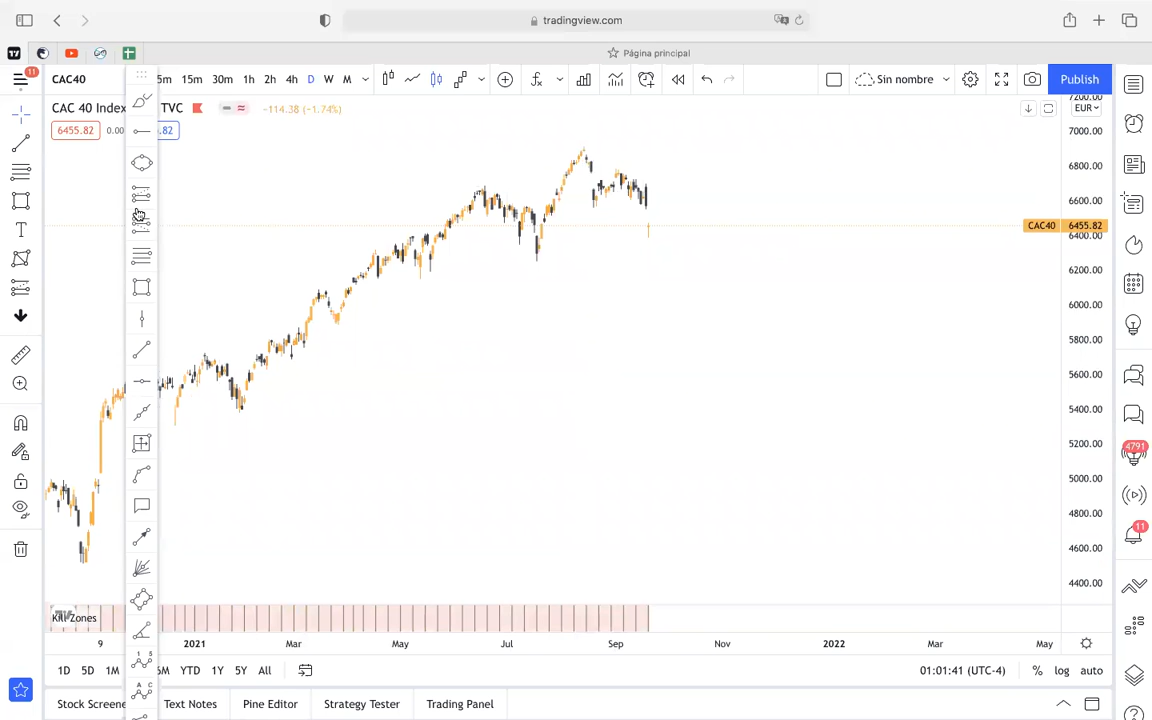 tradingview.com
17
Página principal
11
CAC40
5m 15m 30m 1h 2h 4h D W M
Sin nombre
Publish
CAC 40 Index TVC
−114.38 (−1.74%)
6455.82 0.00 .82
EUR
7200.00
7000.00
6800.00
6600.00
CAC40 6455.82
6400.00
6200.00
6000.00
5800.00
5600.00
5400.00
5200.00
5000.00
4800.00
4600.00
4400.00
4791
11
Kill Zones
9 2021 Mar May Jul Sep Nov 2022 Mar May
1D 5D 1M 6M YTD 1Y 5Y All
01:01:41 (UTC-4) % log auto
Stock Screene Text Notes Pine Editor Strategy Tester Trading Panel